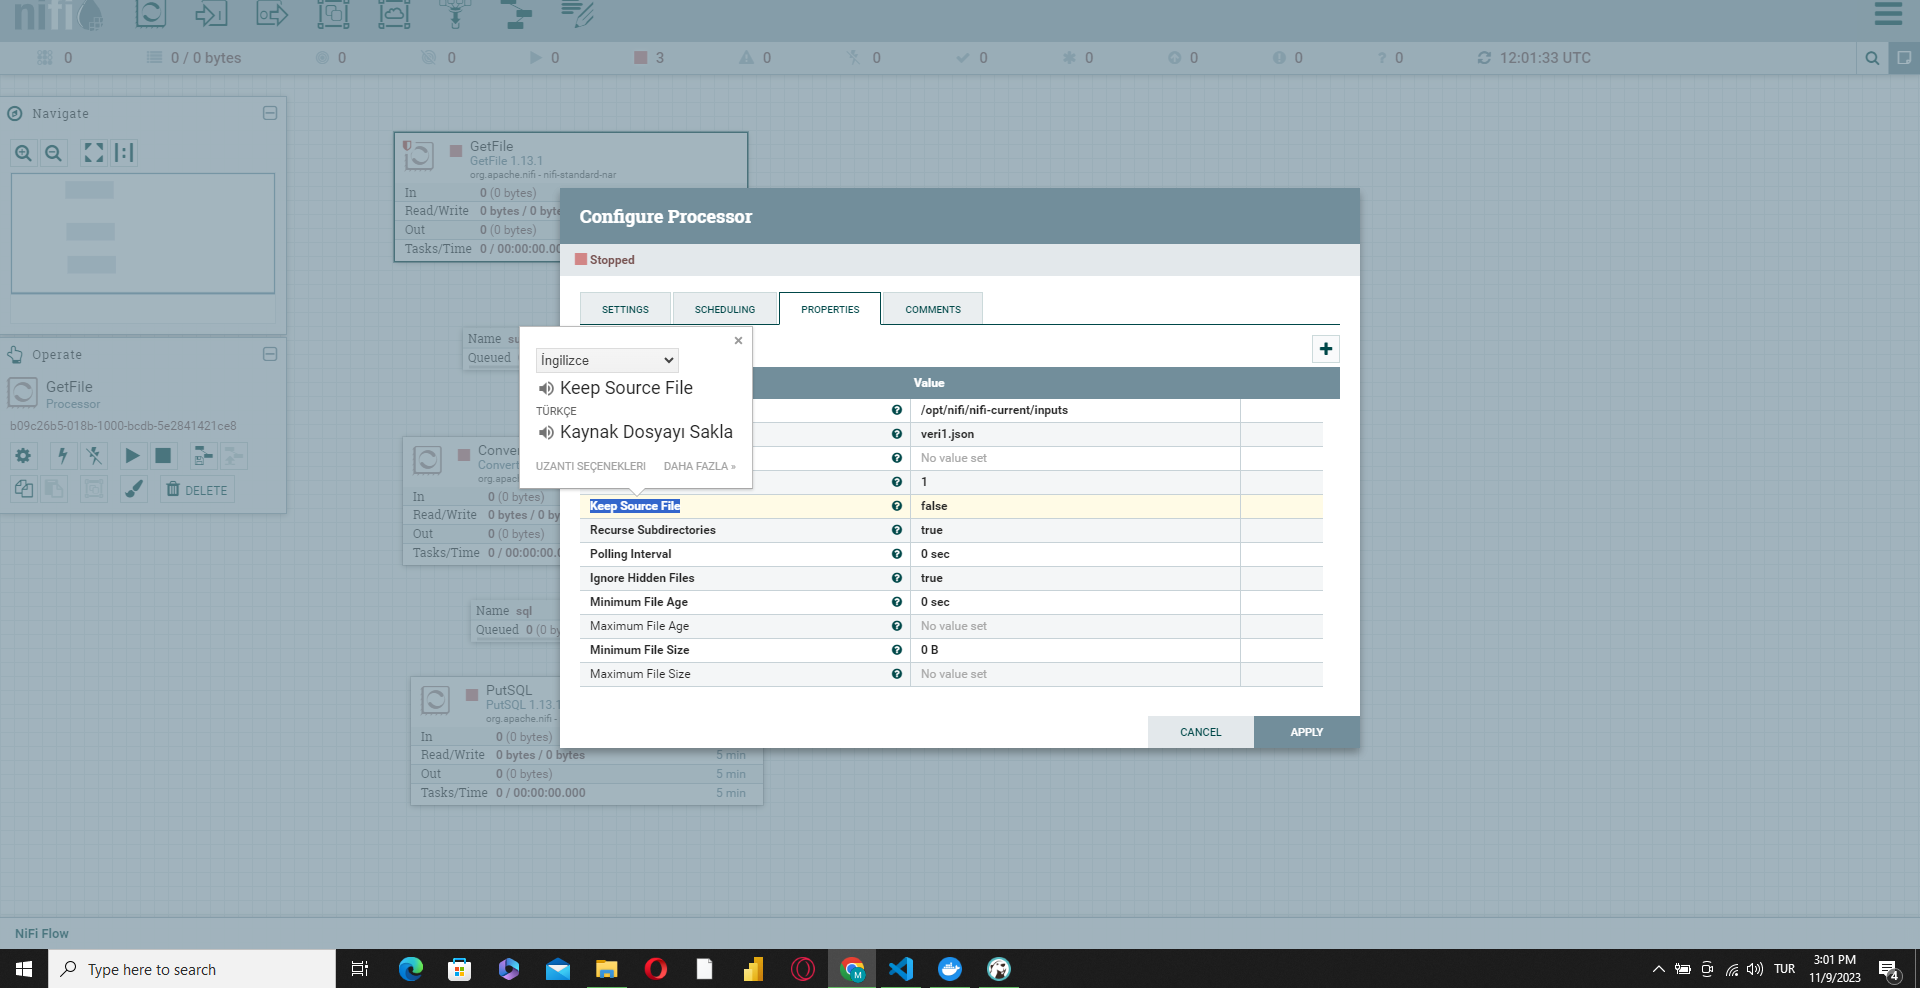 nifi
0
0 / 0 bytes
0
0
0
3
0
0
0
0
0
0
? 0
12:01:33 UTC
Navigate
GetFile
GetFile 1.13.1
org.apache.nifi - nifi-standard-nar
In 0 (0 bytes)
Read/Write 0 bytes / 0 byte
Out 0 (0 bytes)
Tasks/Time 0 / 00:00:00.00
Name su
Queued
Operate
GetFile
Processor
b09c26b5-018b-1000-bcdb-5e2841421ce8
DELETE
Conver
Convert
org.apac
In 0 (0 bytes)
Read/Write 0 bytes / 0 by
Out 0 (0 bytes)
Tasks/Time 0 / 00:00:00.0
Name sql
Queued 0 (0 by
PutSQL
PutSQL 1.13.1
org.apache.nifi -
In 0 (0 bytes)
Read/Write 0 bytes / 0 bytes 5 min
Out 0 (0 bytes) 5 min
Tasks/Time 0 / 00:00:00.000 5 min
Configure Processor
Stopped
SETTINGS SCHEDULING PROPERTIES COMMENTS
İngilizce
Keep Source File
TÜRKÇE
Kaynak Dosyayı Sakla
UZANTI SEÇENEKLERI DAHA FAZLA »
Value
/opt/nifi/nifi-current/inputs
veri1.json
No value set
1
Keep Source File false
Recurse Subdirectories true
Polling Interval 0 sec
Ignore Hidden Files true
Minimum File Age 0 sec
Maximum File Age No value set
Minimum File Size 0 B
Maximum File Size No value set
CANCEL APPLY
NiFi Flow
Type here to search
M
TUR
3:01 PM
11/9/2023
4